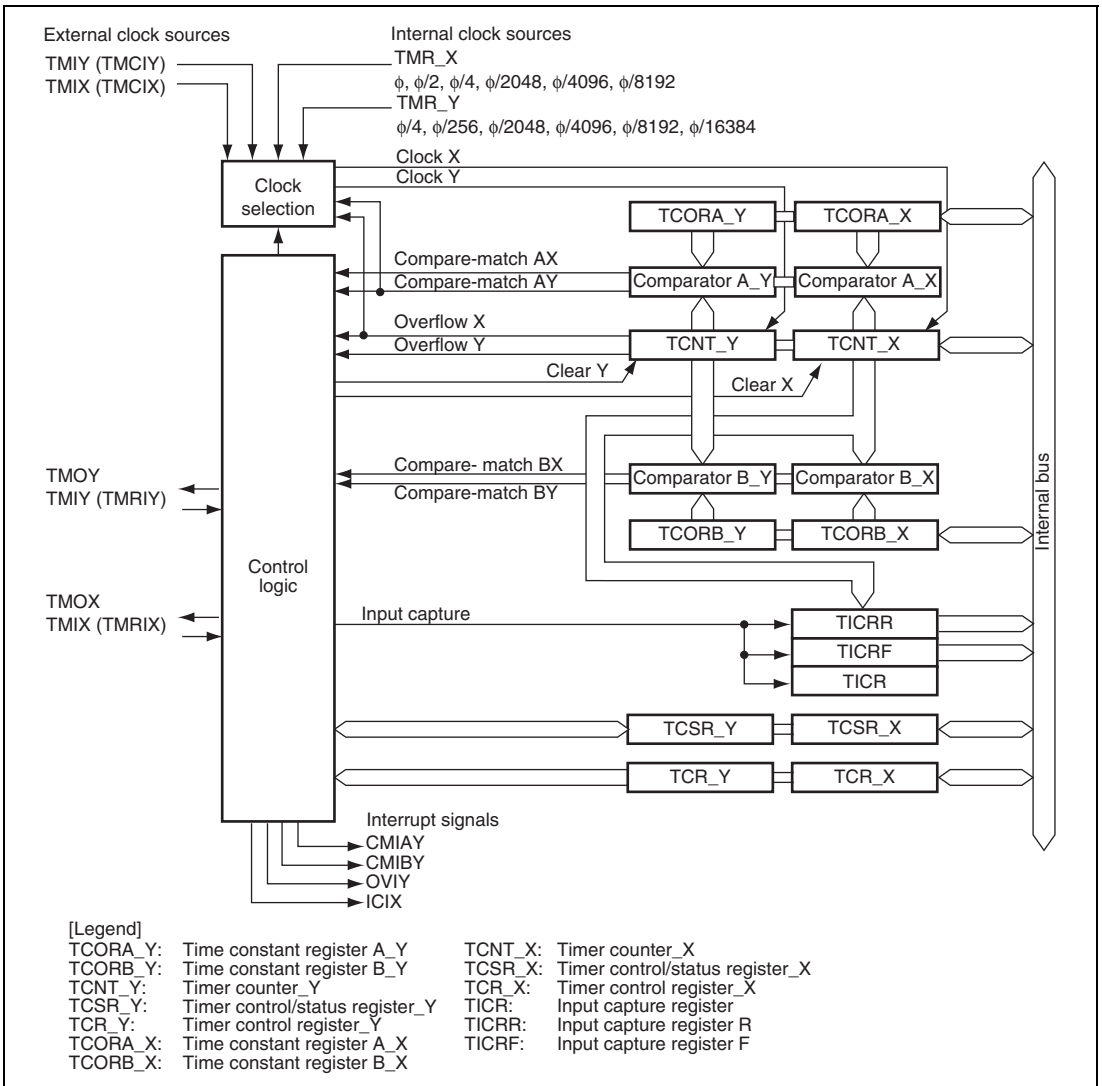 External clock sources
Internal clock sources
TMIY (TMCIY)
TMIX (TMCIX)
TMR_X
ϕ, ϕ/2, ϕ/4, ϕ/2048, ϕ/4096, ϕ/8192
TMR_Y
ϕ/4, ϕ/256, ϕ/2048, ϕ/4096, ϕ/8192, ϕ/16384
Clock X
Clock Y
Clock
selection
TCORA_Y
TCORA_X
Compare-match AX
Compare-match AY
Comparator A_Y
Comparator A_X
Overflow X
Overflow Y
TCNT_Y
TCNT_X
Clear Y
Clear X
Compare- match BX
Compare-match BY
Comparator B_Y
Comparator B_X
TCORB_Y
TCORB_X
Internal bus
TMOY
TMIY (TMRIY)
Control
logic
TMOX
TMIX (TMRIX)
Input capture
TICRR
TICRF
TICR
TCSR_Y
TCSR_X
TCR_Y
TCR_X
Interrupt signals
CMIAY
CMIBY
OVIY
ICIX
[Legend]
TCORA_Y: Time constant register A_Y
TCORB_Y: Time constant register B_Y
TCNT_Y: Timer counter_Y
TCSR_Y: Timer control/status register_Y
TCR_Y: Timer control register_Y
TCORA_X: Time constant register A_X
TCORB_X: Time constant register B_X
TCNT_X: Timer counter_X
TCSR_X: Timer control/status register_X
TCR_X: Timer control register_X
TICR: Input capture register
TICRR: Input capture register R
TICRF: Input capture register F